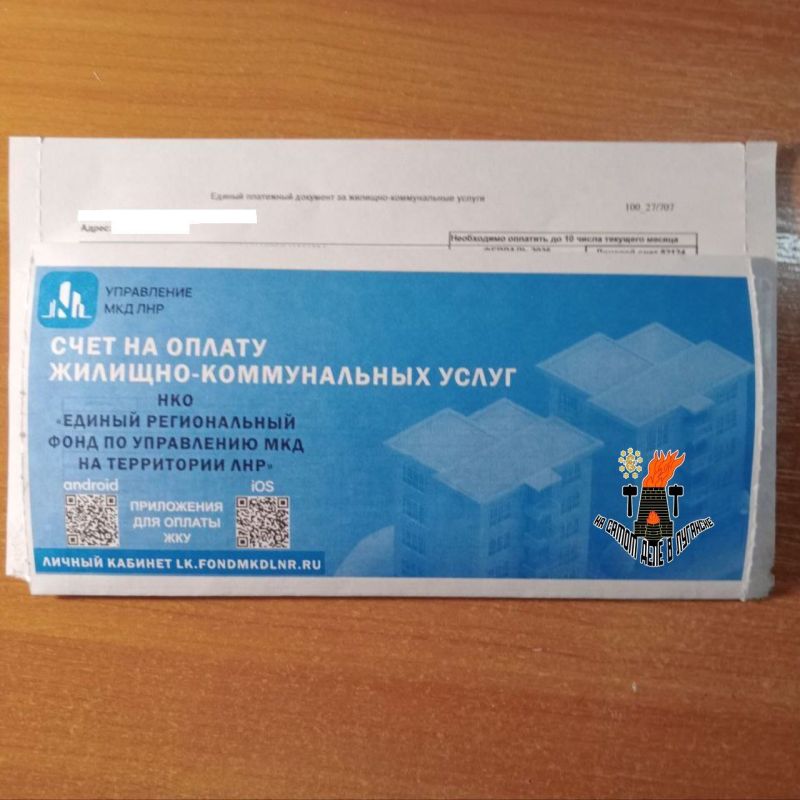 Единый платежный документ за жилищно-коммунальные услуги
100_27/707
Адрес:
Необходимо оплатить до 10 числа текущего месяца
УПРАВЛЕНИЕ
МКД ЛНР
СЧЕТ НА ОПЛАТУ
ЖИЛИЩНО-КОММУНАЛЬНЫХ УСЛУГ
НКО
«ЕДИНЫЙ РЕГИОНАЛЬНЫЙ
ФОНД ПО УПРАВЛЕНИЮ МКД
НА ТЕРРИТОРИИ ЛНР»
android
iOS
ПРИЛОЖЕНИЯ
ДЛЯ ОПЛАТЫ
ЖКУ
ЛИЧНЫЙ КАБИНЕТ LK.FONDMKDLNR.RU
НА САМОМ ДЕЛЕ В ЛУГАНСКЕ